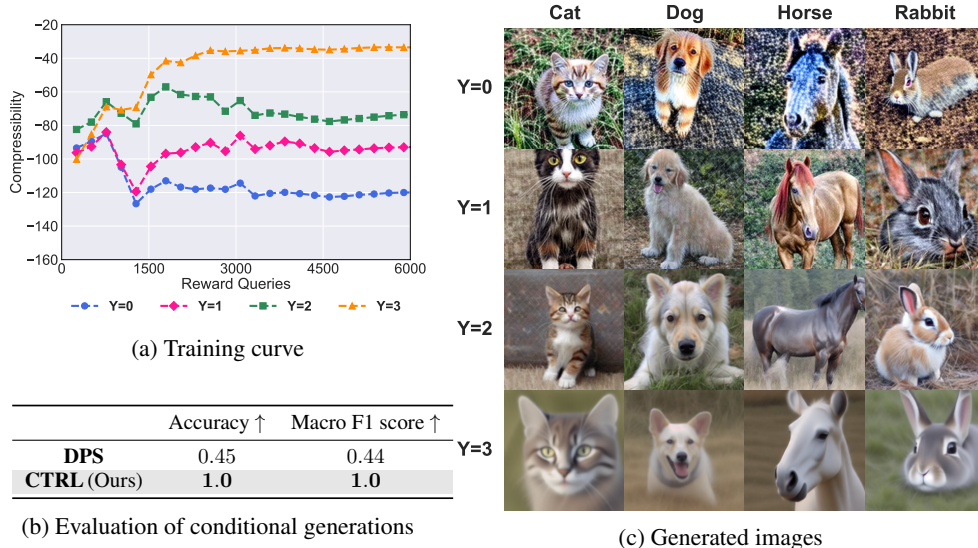 −20
−40
−60
−80
−100
−120
−140
−160
Compressibility
0 1500 3000 4500 6000
Reward Queries
Y=0 Y=1 Y=2 Y=3
(a) Training curve
Accuracy ↑ Macro F1 score ↑
DPS 0.45 0.44
CTRL (Ours) 1.0 1.0
(b) Evaluation of conditional generations
Cat Dog Horse Rabbit
Y=0
Y=1
Y=2
Y=3
(c) Generated images